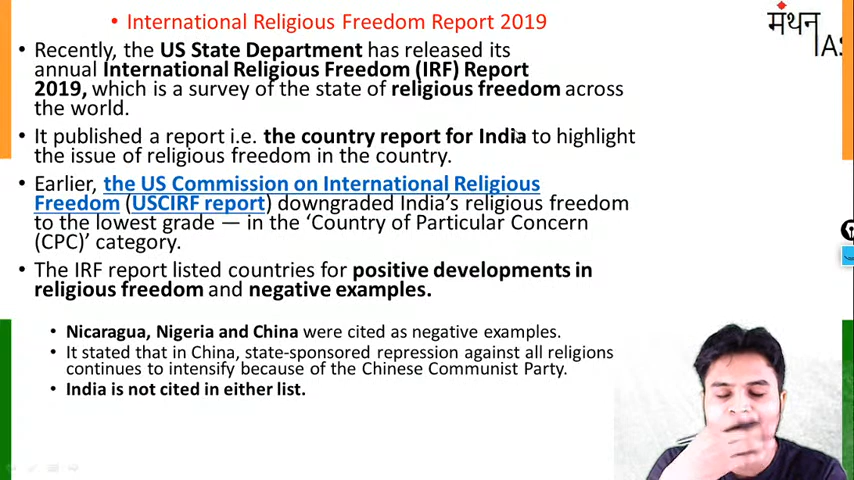 • International Religious Freedom Report 2019
मंथन
IAS
• Recently, the US State Department has released its
annual International Religious Freedom (IRF) Report
2019, which is a survey of the state of religious freedom across
the world.
• It published a report i.e. the country report for India to highlight
the issue of religious freedom in the country.
• Earlier, the US Commission on International Religious
Freedom (USCIRF report) downgraded India’s religious freedom
to the lowest grade — in the ‘Country of Particular Concern
(CPC)’ category.
• The IRF report listed countries for positive developments in
religious freedom and negative examples.
• Nicaragua, Nigeria and China were cited as negative examples.
• It stated that in China, state-sponsored repression against all religions
continues to intensify because of the Chinese Communist Party.
• India is not cited in either list.